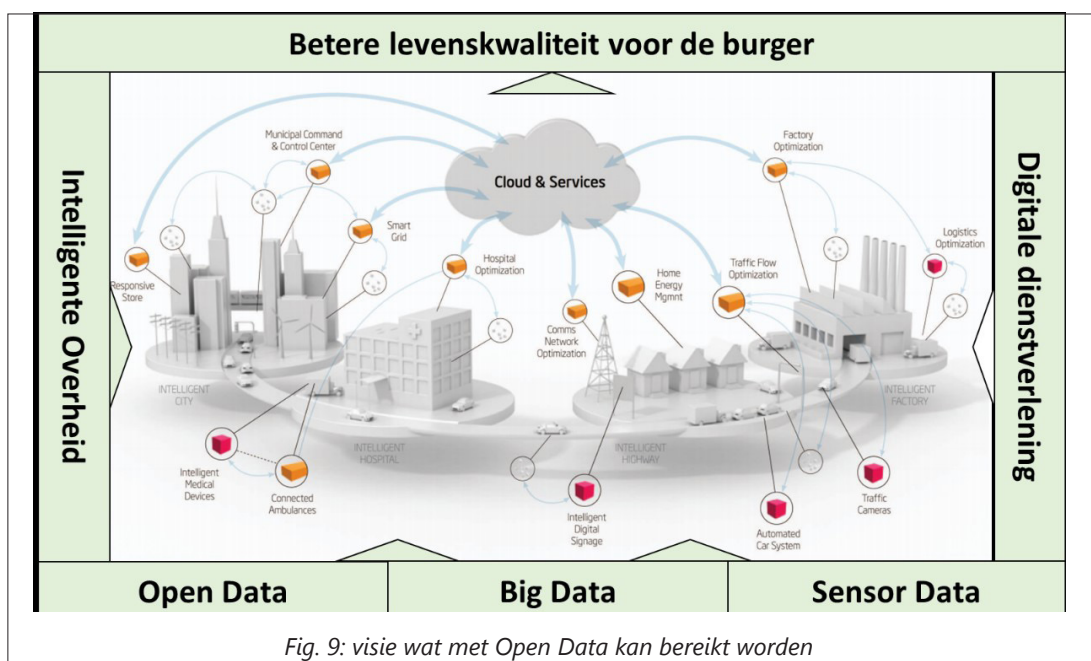 Betere levenskwaliteit voor de burger
Intelligente Overheid
Digitale dienstverlening
Municipal Command
& Control Center
Cloud & Services
Factory
Optimization
Smart
Grid
Responsive
Store
Hospital
Optimization
Comms
Network
Optimization
Home
Energy
Mgmnt
Traffic Flow
Optimization
Logistics
Optimization
INTELLIGENT
CITY
INTELLIGENT
HOSPITAL
INTELLIGENT
HIGHWAY
INTELLIGENT
FACTORY
Intelligent
Medical
Devices
Connected
Ambulances
Intelligent
Digital
Signage
Automated
Car System
Traffic
Cameras
Open Data
Big Data
Sensor Data
Fig. 9: visie wat met Open Data kan bereikt worden